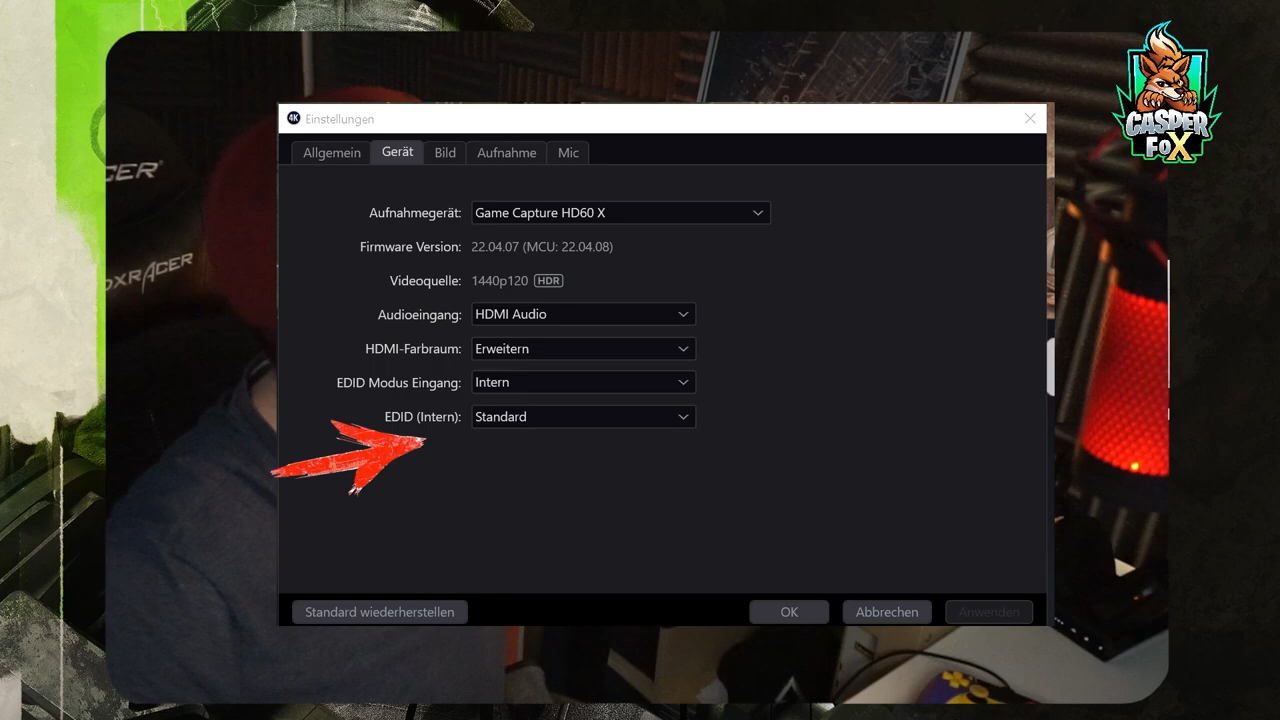 CASPER
FOX
4K Einstellungen
Allgemein Gerät Bild Aufnahme Mic
Aufnahmegerät: Game Capture HD60 X
Firmware Version: 22.04.07 (MCU: 22.04.08)
Videoquelle: 1440p120 HDR
Audioeingang: HDMI Audio
HDMI-Farbraum: Erweitern
EDID Modus Eingang: Intern
EDID (Intern): Standard
Standard wiederherstellen OK Abbrechen Anwenden